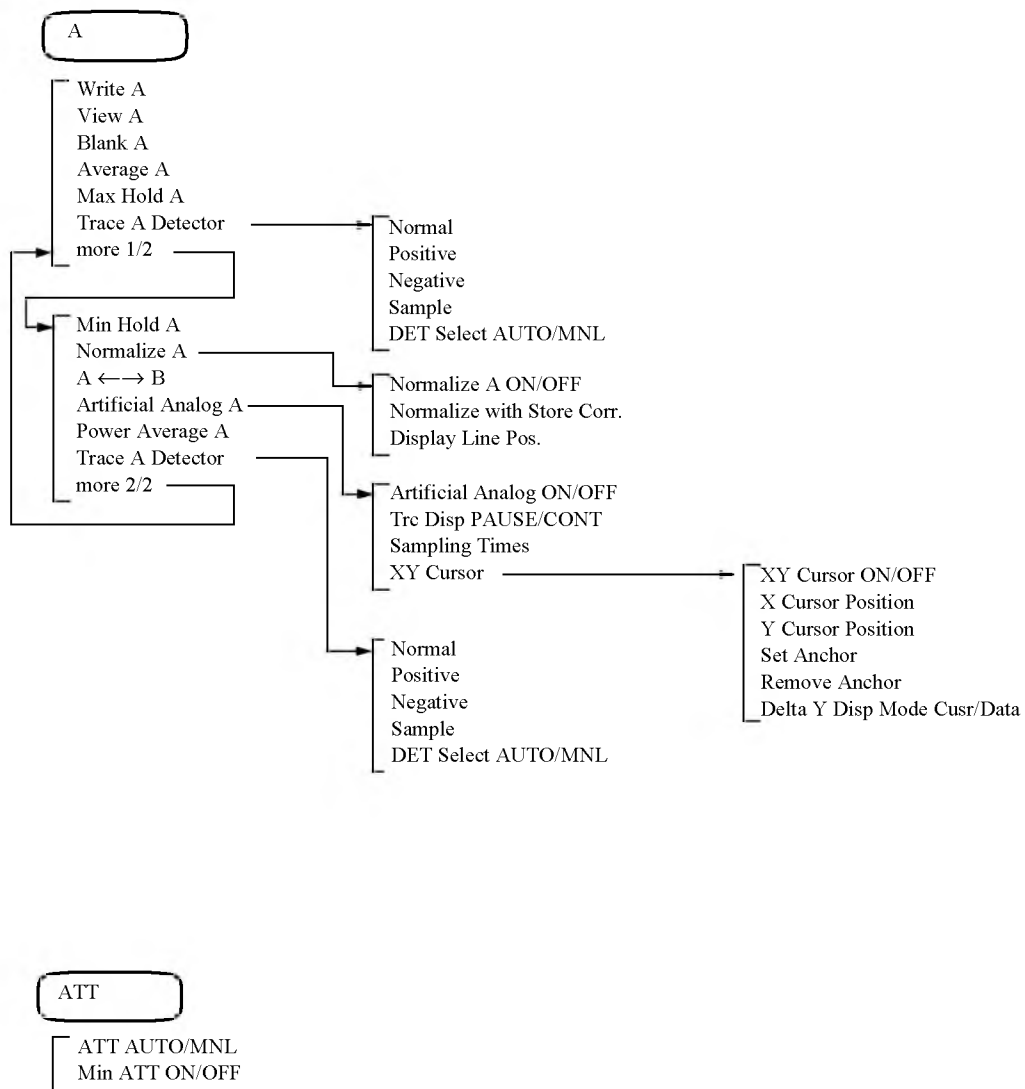 A
Write A
View A
Blank A
Average A
Max Hold A
Trace A Detector
more 1/2
Normal
Positive
Negative
Sample
DET Select AUTO/MNL
Min Hold A
Normalize A
A ←→ B
Artificial Analog A
Power Average A
Trace A Detector
more 2/2
Normalize A ON/OFF
Normalize with Store Corr.
Display Line Pos.
Artificial Analog ON/OFF
Trc Disp PAUSE/CONT
Sampling Times
XY Cursor
XY Cursor ON/OFF
X Cursor Position
Y Cursor Position
Set Anchor
Remove Anchor
Delta Y Disp Mode Cusr/Data
Normal
Positive
Negative
Sample
DET Select AUTO/MNL
ATT
ATT AUTO/MNL
Min ATT ON/OFF